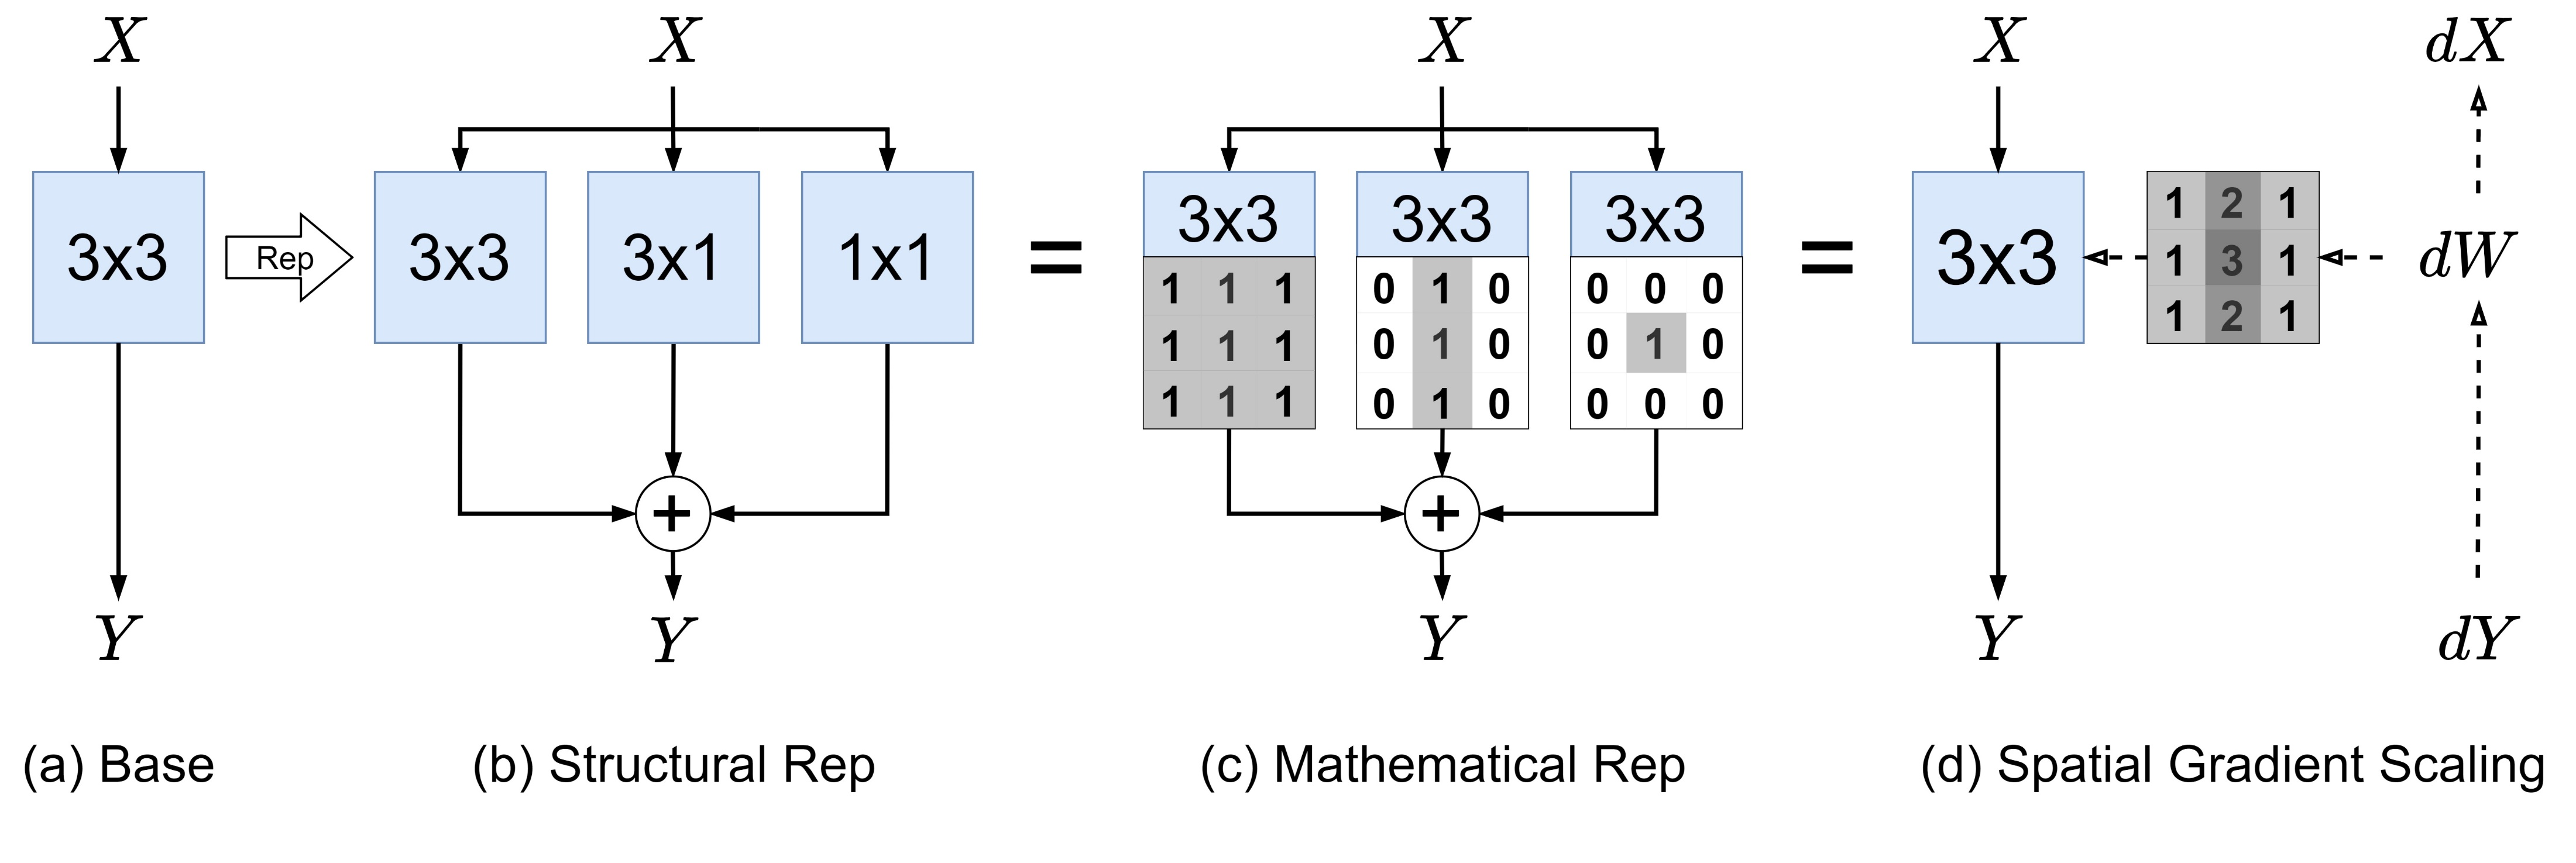 X X X X dX
3x3 Rep 3x3 3x1 1x1 = 3x3 3x3 3x3 = 3x3 1 2 1 dW
1 1 1 0 1 0 0 0 0 1 3 1
1 1 1 0 1 0 0 1 0 1 2 1
1 1 1 0 1 0 0 0 0
+ +
Y Y Y Y dY
(a) Base (b) Structural Rep (c) Mathematical Rep (d) Spatial Gradient Scaling